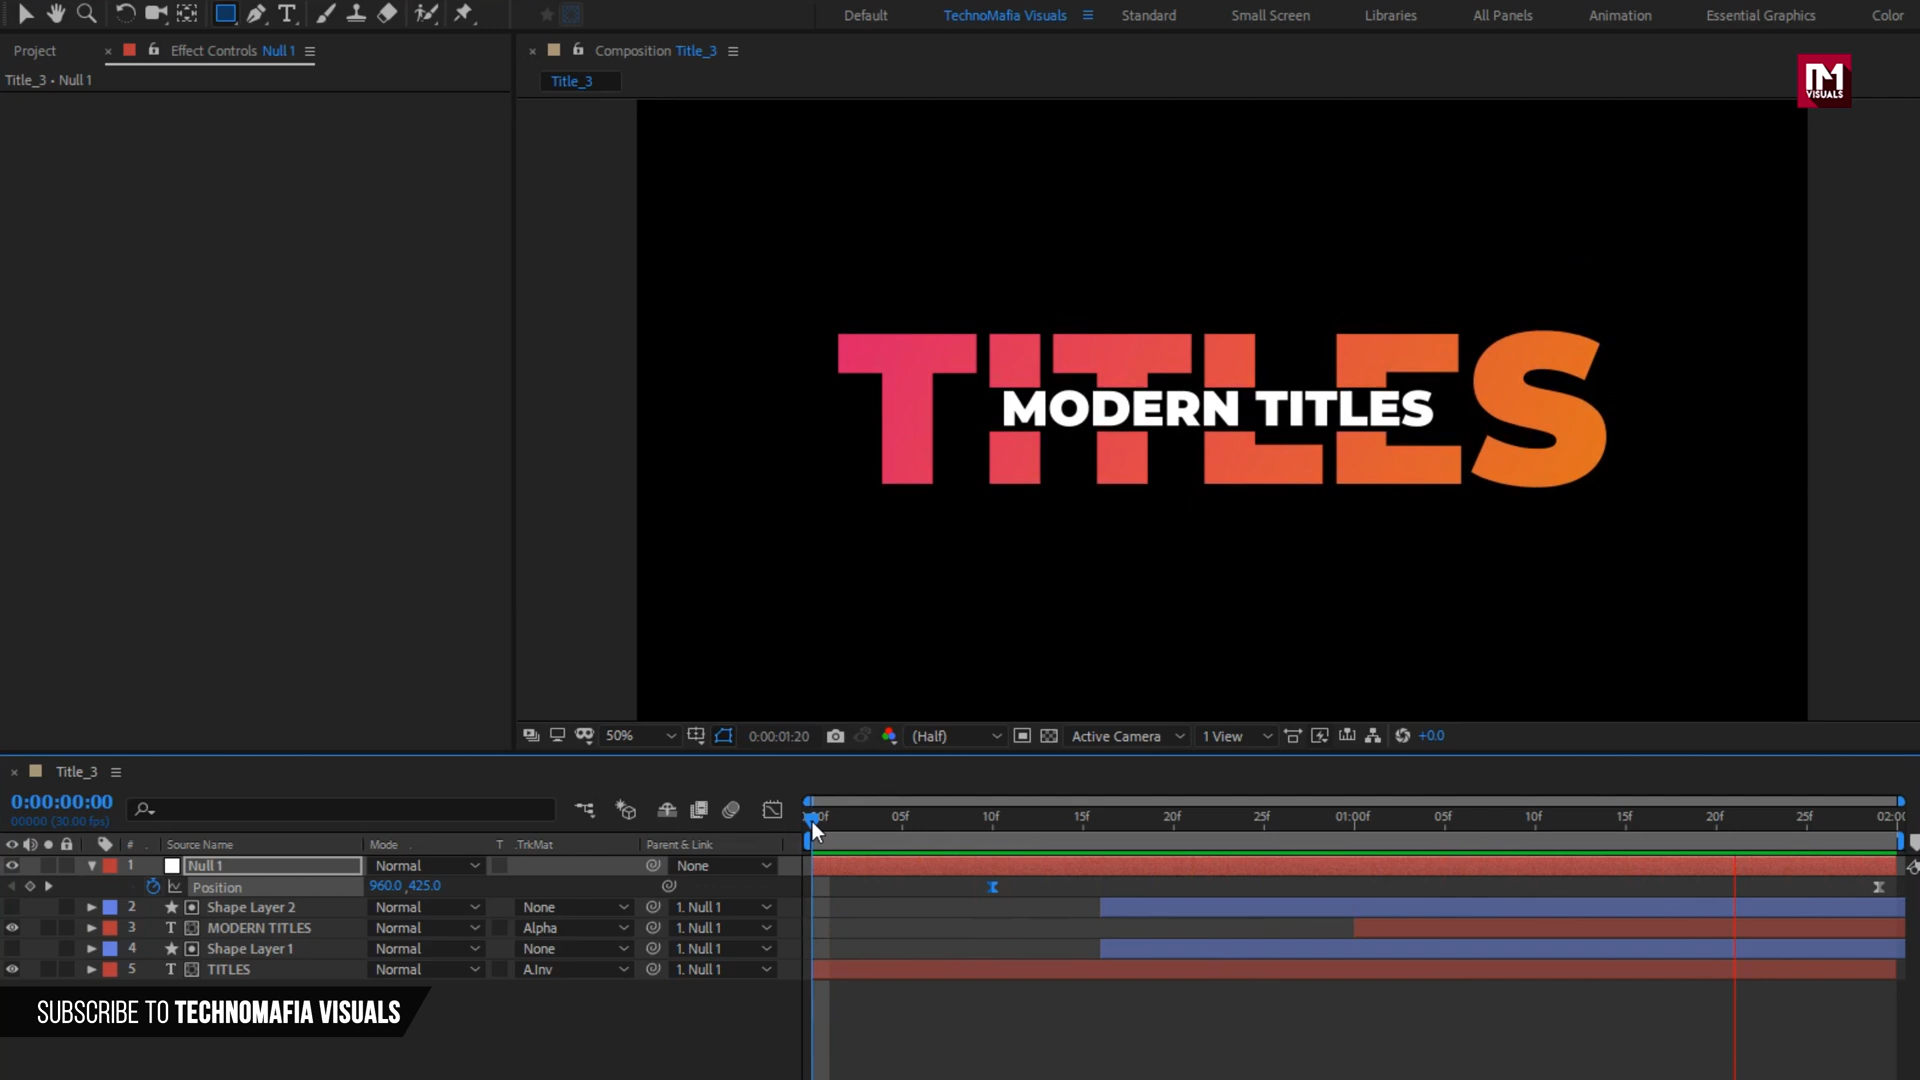 Default
TechnoMafia Visuals
Standard
Small Screen
Libraries
All Panels
Animation
Essential Graphics
Color
Project
Effect Controls Null 1
Composition Title_3
Title_3 • Null 1
Title_3
VISUALS
TITLES
MODERN TITLES
50%
0:00:01:20
(Half)
Active Camera
1 View
+0.0
Title_3
0:00:00:00
00000 (30.00 fps)
05f
10f
15f
20f
25f
01:00f
05f
10f
15f
20f
25f
02:00
#
Source Name
Mode
T
.TrkMat
Parent & Link
1
Null 1
Normal
None
Position
960.0 ,425.0
2
Shape Layer 2
Normal
None
1. Null 1
3
T
MODERN TITLES
Normal
Alpha
1. Null 1
4
Shape Layer 1
Normal
None
1. Null 1
5
T
TITLES
Normal
A.Inv
1. Null 1
SUBSCRIBE TO TECHNOMAFIA VISUALS